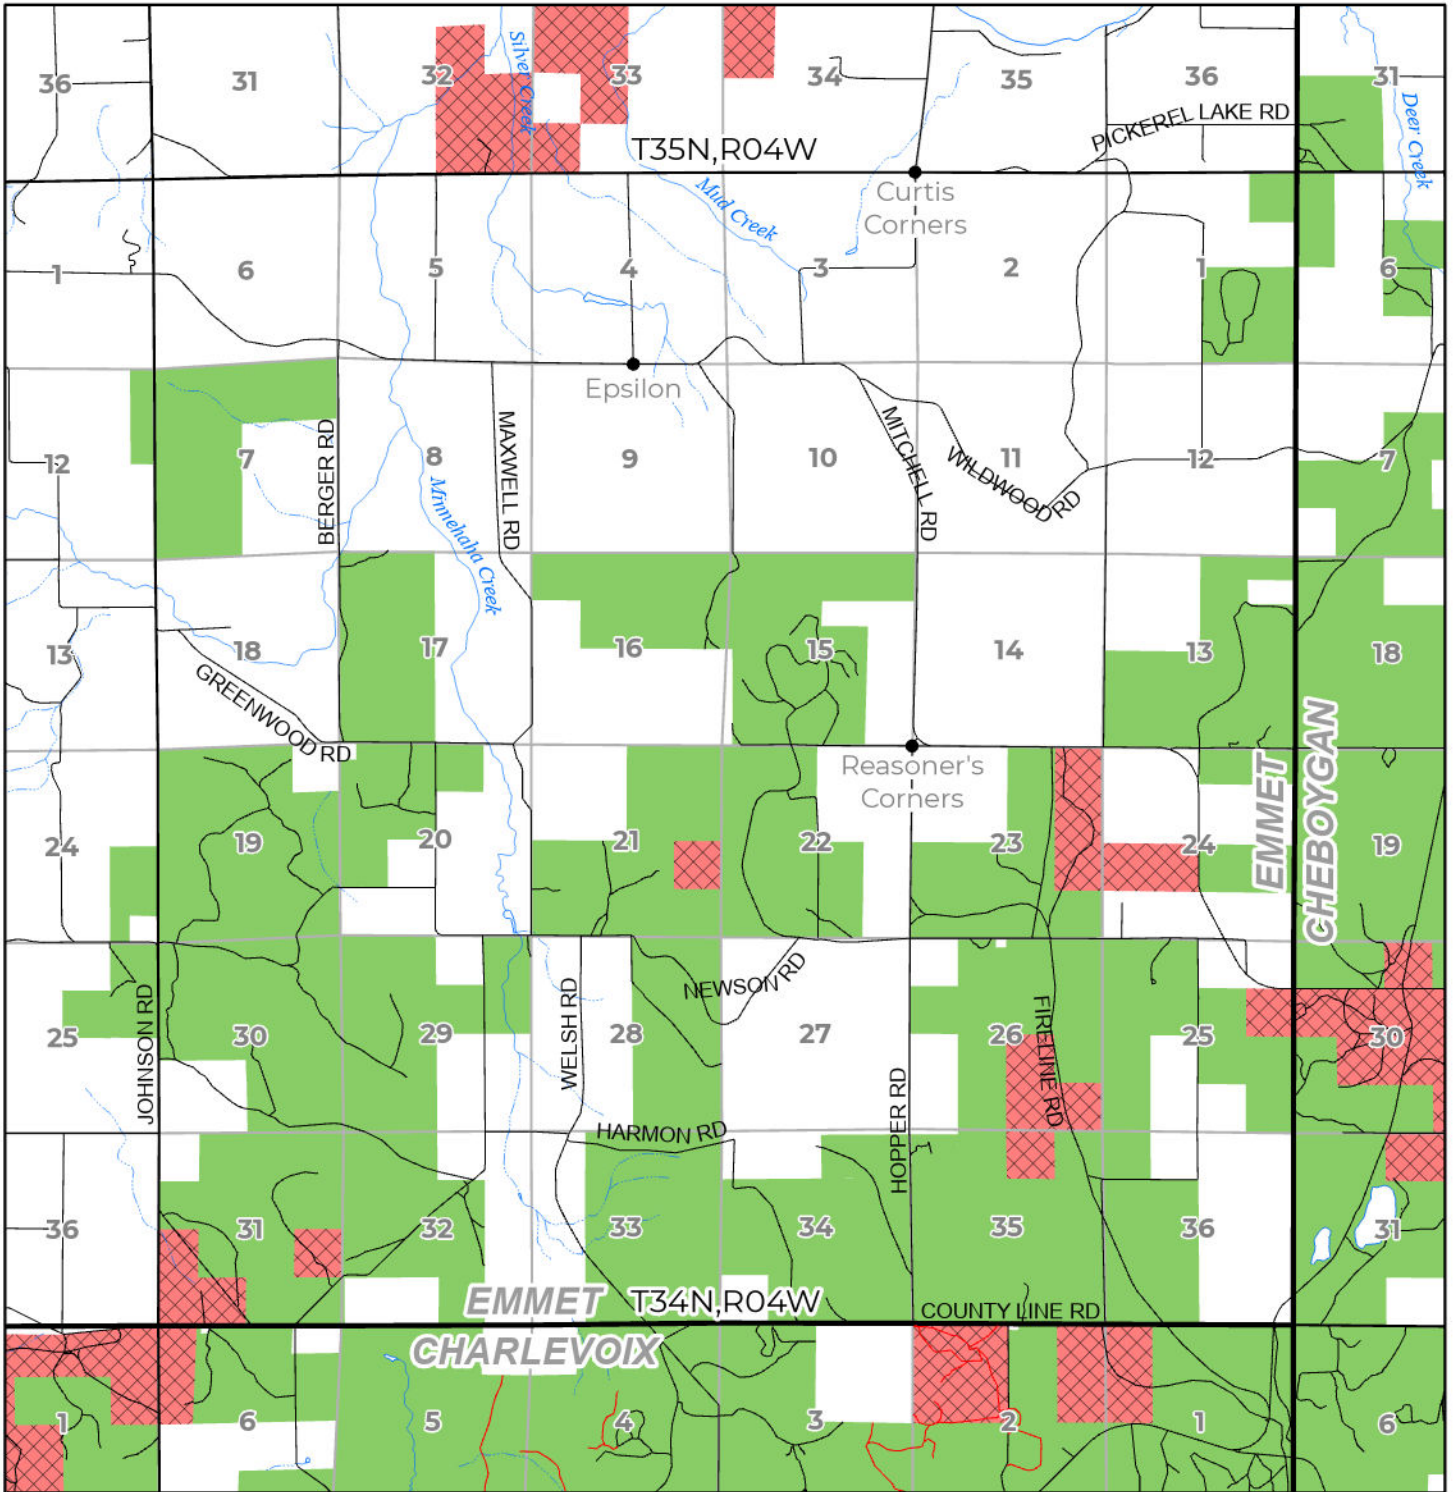 36 31 32 33 34 35 36 31
Silver Creek
Deer Creek
PICKEREL LAKE RD
T35N,R04W
Mud Creek
Curtis
Corners
1 6 5 4 3 2 1 6
Epsilon
12 7 8 9 10 11 12 7
BERGER RD
MAXWELL RD
MITCHELL RD
WILDWOOD RD
Minnehaha Creek
13 18 17 16 15 14 13 18
GREENWOOD RD
Reasoner's
Corners
EMMET
CHEBOYGAN
24 19 20 21 22 23 24 19
NEWSON RD
JOHNSON RD
WELSH RD
FIRELINE RD
25 30 29 28 27 26 25 30
HOPPER RD
HARMON RD
36 31 32 33 34 35 36 31
EMMET
T34N,R04W
COUNTY LINE RD
CHARLEVOIX
1 6 5 4 3 2 1 6